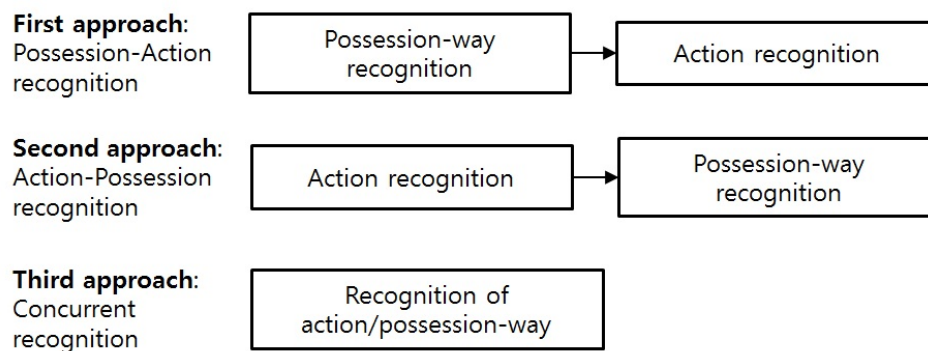 First approach:
Possession-Action
recognition
Possession-way
recognition
Action recognition
Second approach:
Action-Possession
recognition
Action recognition
Possession-way
recognition
Third approach:
Concurrent
recognition
Recognition of
action/possession-way